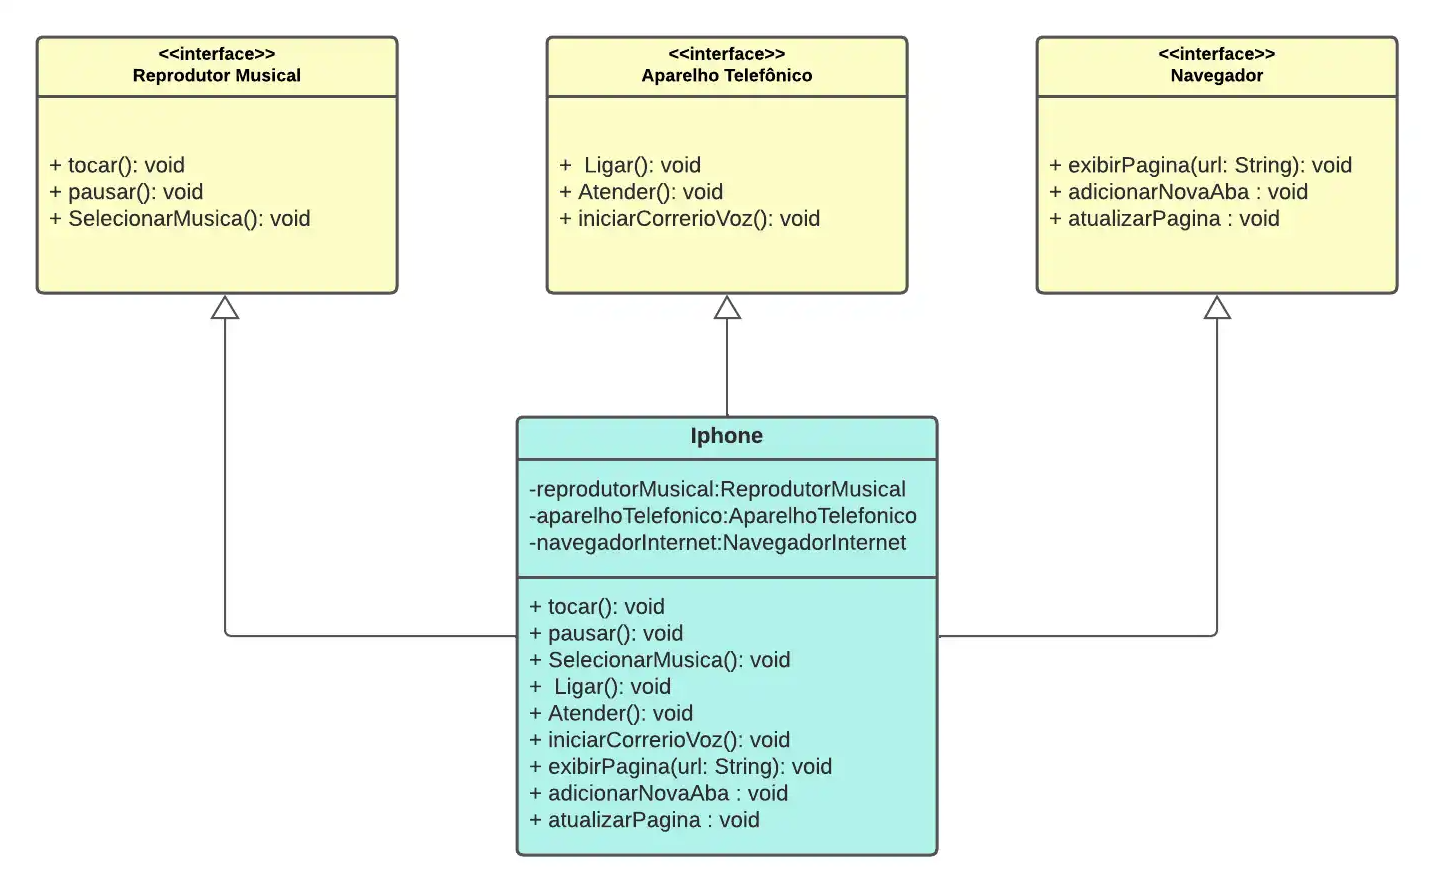 <<interface>>
Reprodutor Musical
+ tocar(): void
+ pausar(): void
+ SelecionarMusica(): void
<<interface>>
Aparelho Telefônico
+  Ligar(): void
+ Atender(): void
+ iniciarCorrerioVoz(): void
<<interface>>
Navegador
+ exibirPagina(url: String): void
+ adicionarNovaAba : void
+ atualizarPagina : void
Iphone
-reprodutorMusical:ReprodutorMusical
-aparelhoTelefonico:AparelhoTelefonico
-navegadorInternet:NavegadorInternet
+ tocar(): void
+ pausar(): void
+ SelecionarMusica(): void
+  Ligar(): void
+ Atender(): void
+ iniciarCorrerioVoz(): void
+ exibirPagina(url: String): void
+ adicionarNovaAba : void
+ atualizarPagina : void